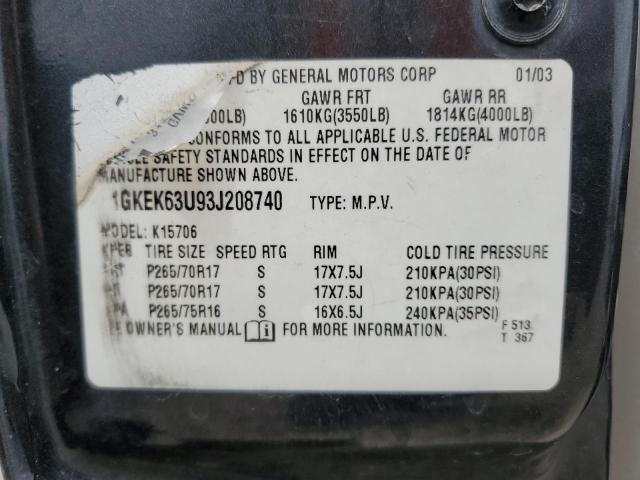 MFD BY GENERAL MOTORS CORP 01/03
GAWR FRT GAWR RR
000LB) 1610KG(3550LB) 1814KG(4000LB)
CONFORMS TO ALL APPLICABLE U.S. FEDERAL MOTOR
SAFETY STANDARDS IN EFFECT ON THE DATE OF
MANUFACTURE SHOWN ABOVE.
1GKEK63U93J208740 TYPE: M.P.V.
MODEL: K15706
TIRE SIZE SPEED RTG RIM COLD TIRE PRESSURE
P265/70R17 S 17X7.5J 210KPA(30PSI)
P265/70R17 S 17X7.5J 210KPA(30PSI)
P265/75R16 S 16X6.5J 240KPA(35PSI)
OWNER'S MANUAL FOR MORE INFORMATION.
F 513
T 367